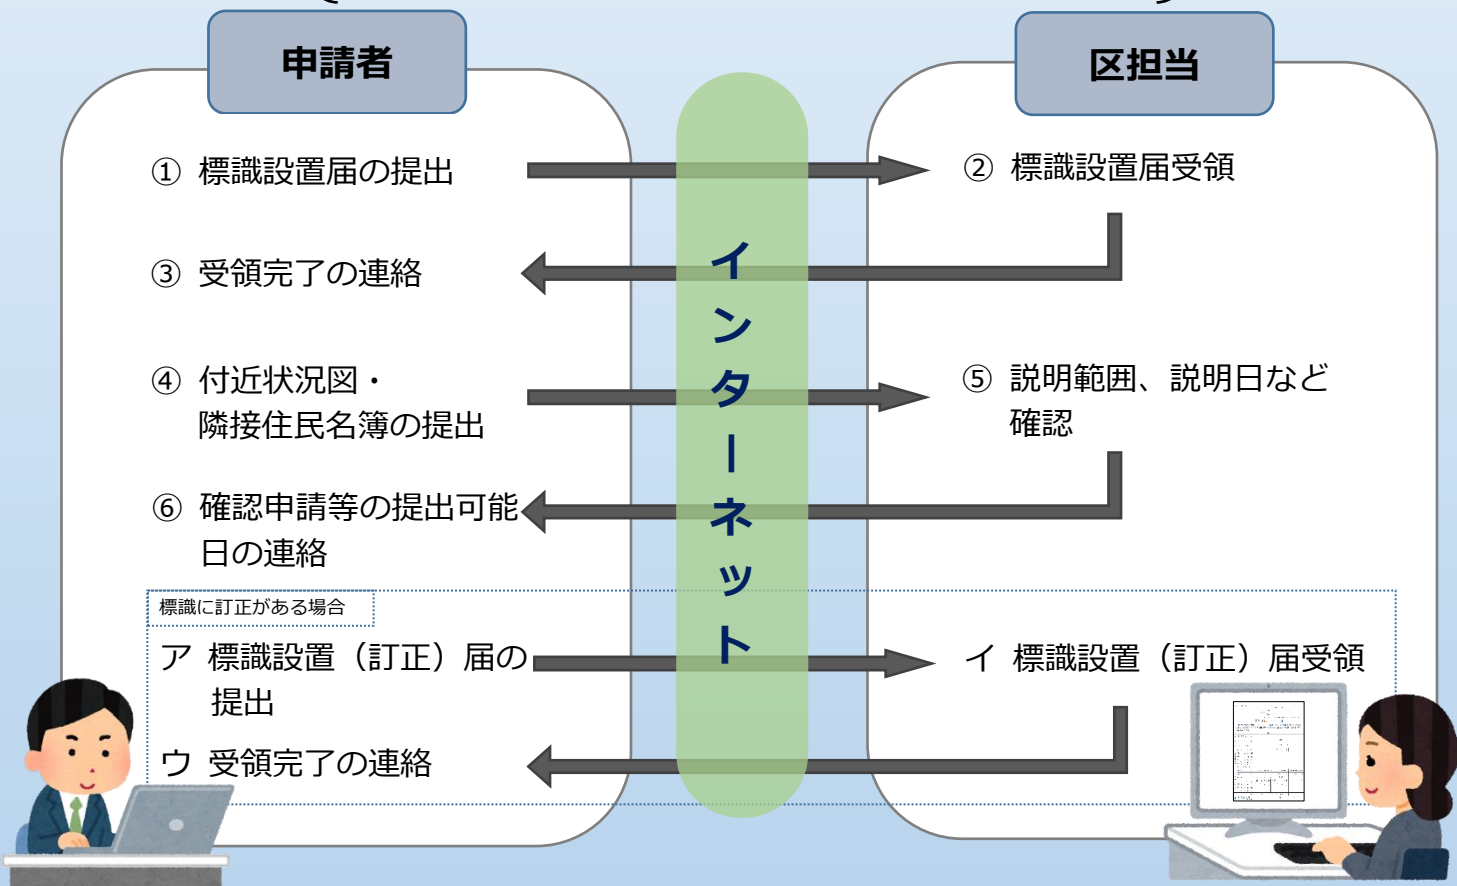 申請者
区担当
① 標識設置届の提出
② 標識設置届受領
③ 受領完了の連絡
④ 付近状況図・
隣接住民名簿の提出
⑤ 説明範囲、説明日など
確認
⑥ 確認申請等の提出可能
日の連絡
インターネット
標識に訂正がある場合
ア 標識設置（訂正）届の
提出
イ 標識設置（訂正）届受領
ウ 受領完了の連絡